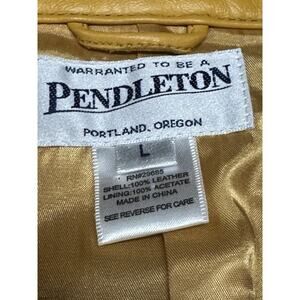 WARRANTED TO BE A
PENDLETON
PORTLAND, OREGON
L
RN#29685
SHELL:100% LEATHER
LINING:100% ACETATE
MADE IN CHINA
SEE REVERSE FOR CARE